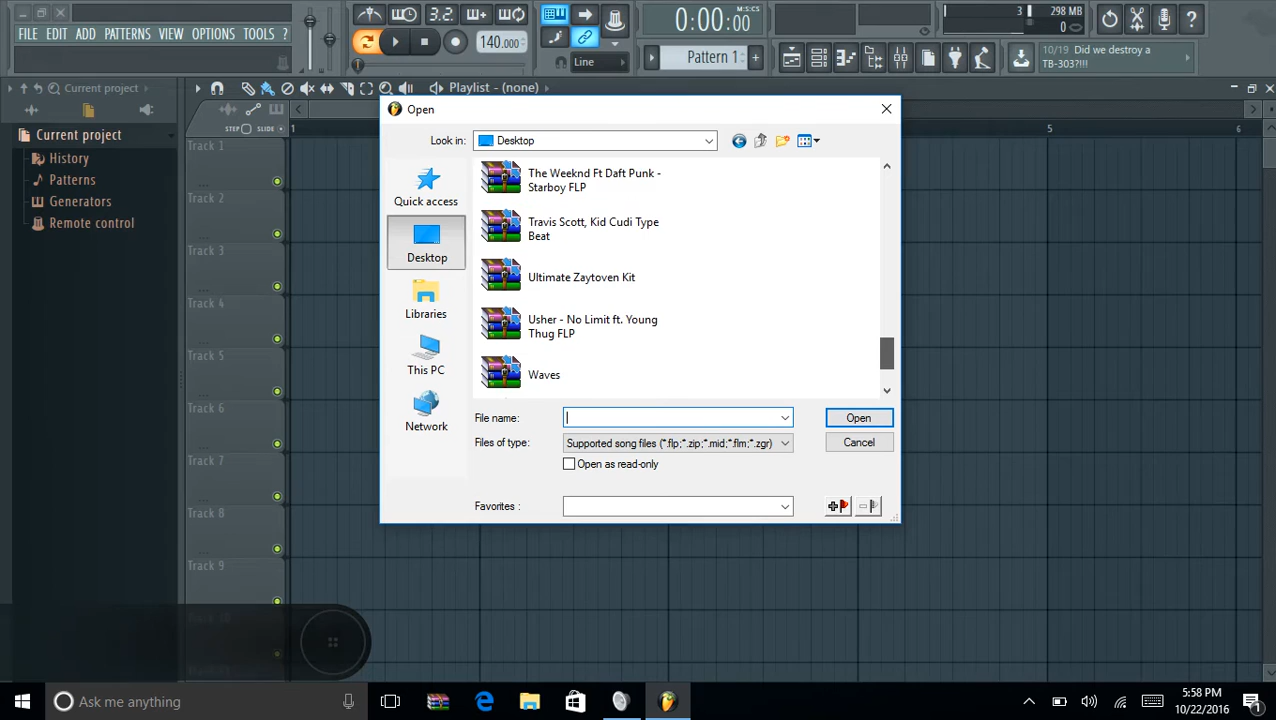 FILE EDIT ADD PATTERNS VIEW OPTIONS TOOLS ?
3.2
140.000
0:00:00
M:S:CS
Line
Pattern 1
3
298 MB
0
10/19 Did we destroy a
TB-303?!!!
Current project
Playlist - (none)
STEP SLIDE
1
5
6
Current project
History
Patterns
Generators
Remote control
Track 1
Track 2
Track 3
Track 4
Track 5
Track 6
Track 7
Track 8
Track 9
Open
Look in:
Desktop
Quick access
Desktop
Libraries
This PC
Network
The Weeknd Ft Daft Punk -
Starboy FLP
Travis Scott, Kid Cudi Type
Beat
Ultimate Zaytoven Kit
Usher - No Limit ft. Young
Thug FLP
Waves
File name:
Open
Files of type:
Supported song files (*.flp;*.zip;*.mid;*.flm;*.zgr)
Cancel
Open as read-only
Favorites :
Ask me anything
5:58 PM
10/22/2016
1